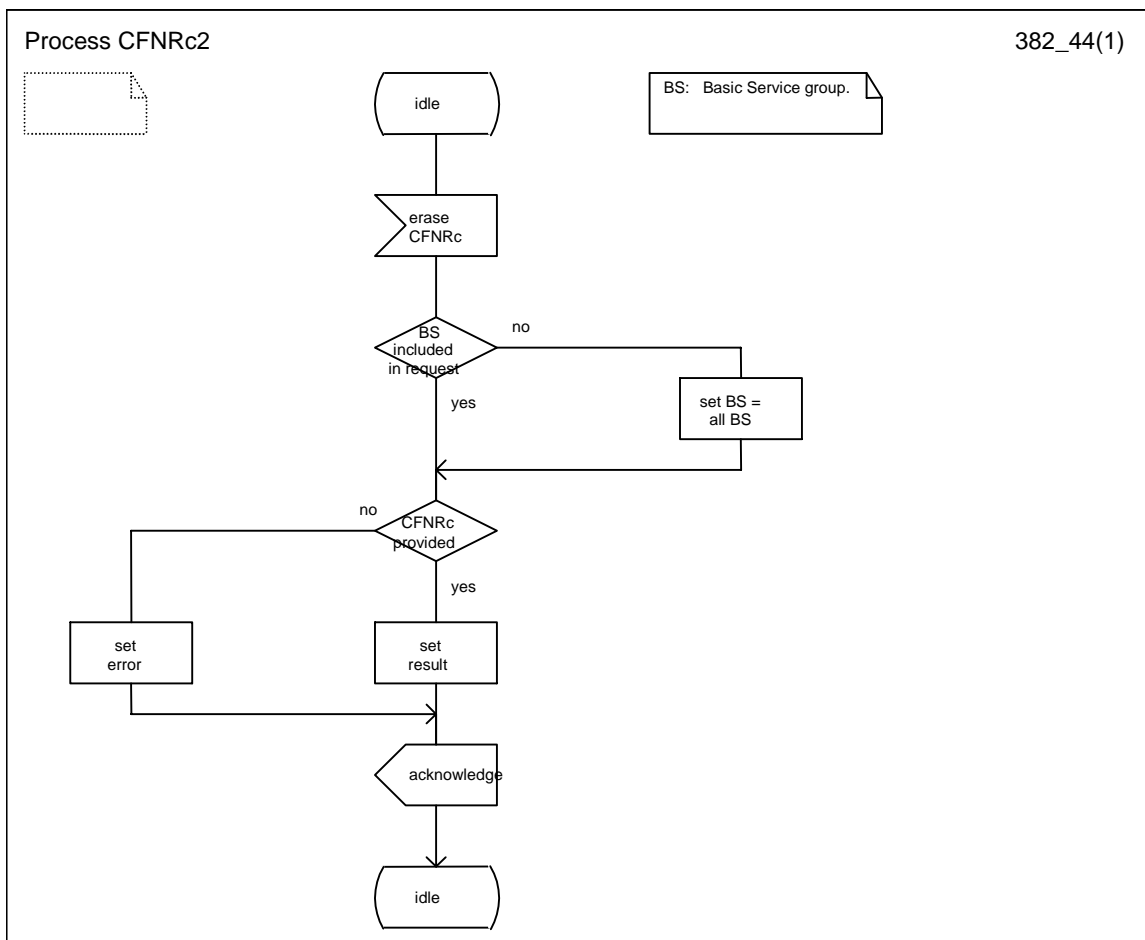 Process CFNRc2
382_44(1)
idle
BS: Basic Service group.
erase
CFNRc
BS
included
in request
no
yes
set BS =
all BS
no
CFNRc
provided
yes
set
error
set
result
acknowledge
idle